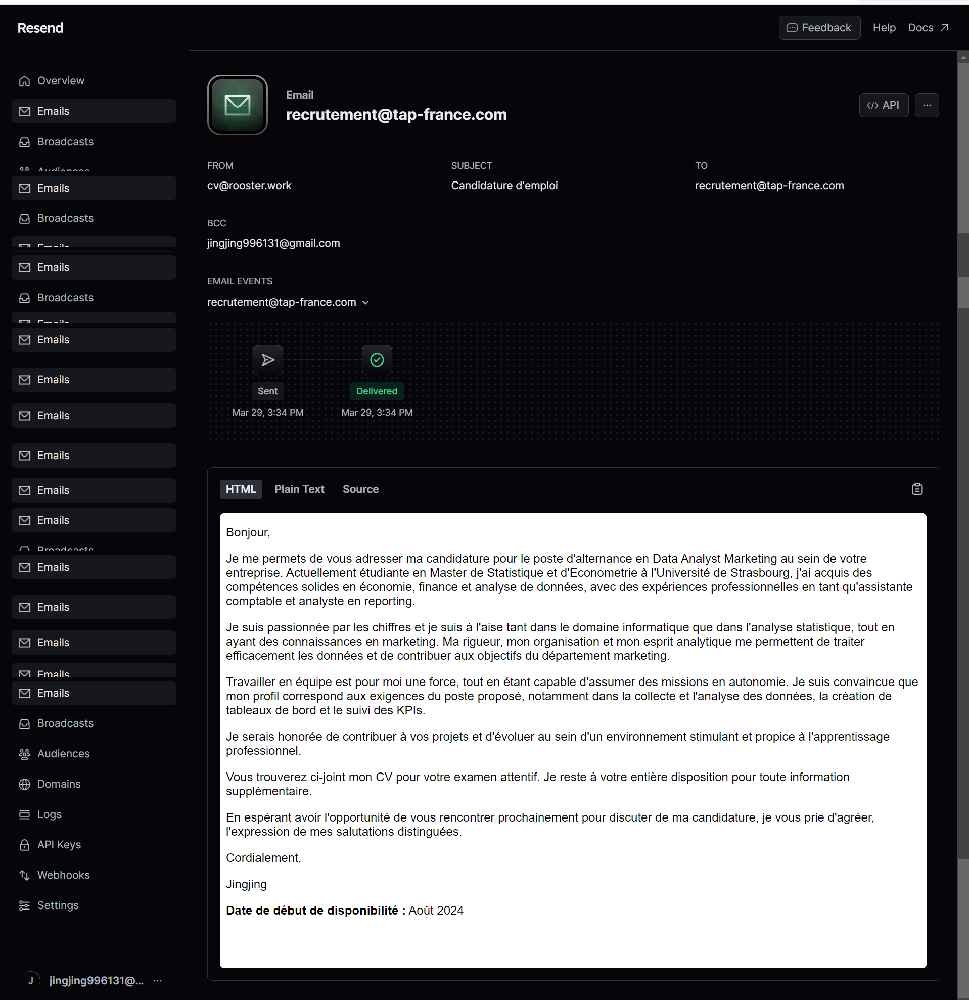 Resend
Feedback
Help
Docs
Overview
Emails
Broadcasts
Audiences
Emails
Broadcasts
Emails
Emails
Broadcasts
Emails
Emails
Emails
Emails
Emails
Emails
Emails
Broadcasts
Emails
Emails
Emails
Emails
Emails
Broadcasts
Audiences
Domains
Logs
API Keys
Webhooks
Settings
J
jingjing996131@...
Email
recrutement@tap-france.com
API
FROM
cv@rooster.work
SUBJECT
Candidature d'emploi
TO
recrutement@tap-france.com
BCC
jingjing996131@gmail.com
EMAIL EVENTS
recrutement@tap-france.com
Sent
Mar 29, 3:34 PM
Delivered
Mar 29, 3:34 PM
HTML
Plain Text
Source
Bonjour,
Je me permets de vous adresser ma candidature pour le poste d'alternance en Data Analyst Marketing au sein de votre
entreprise. Actuellement étudiante en Master de Statistique et d'Econometrie à l'Université de Strasbourg, j'ai acquis des
compétences solides en économie, finance et analyse de données, avec des expériences professionnelles en tant qu'assistante
comptable et analyste en reporting.
Je suis passionnée par les chiffres et je suis à l'aise tant dans le domaine informatique que dans l'analyse statistique, tout en
ayant des connaissances en marketing. Ma rigueur, mon organisation et mon esprit analytique me permettent de traiter
efficacement les données et de contribuer aux objectifs du département marketing.
Travailler en équipe est pour moi une force, tout en étant capable d'assumer des missions en autonomie. Je suis convaincue que
mon profil correspond aux exigences du poste proposé, notamment dans la collecte et l'analyse des données, la création de
tableaux de bord et le suivi des KPIs.
Je serais honorée de contribuer à vos projets et d'évoluer au sein d'un environnement stimulant et propice à l'apprentissage
professionnel.
Vous trouverez ci-joint mon CV pour votre examen attentif. Je reste à votre entière disposition pour toute information
supplémentaire.
En espérant avoir l'opportunité de vous rencontrer prochainement pour discuter de ma candidature, je vous prie d'agréer,
l'expression de mes salutations distinguées.
Cordialement,
Jingjing
Date de début de disponibilité : Août 2024